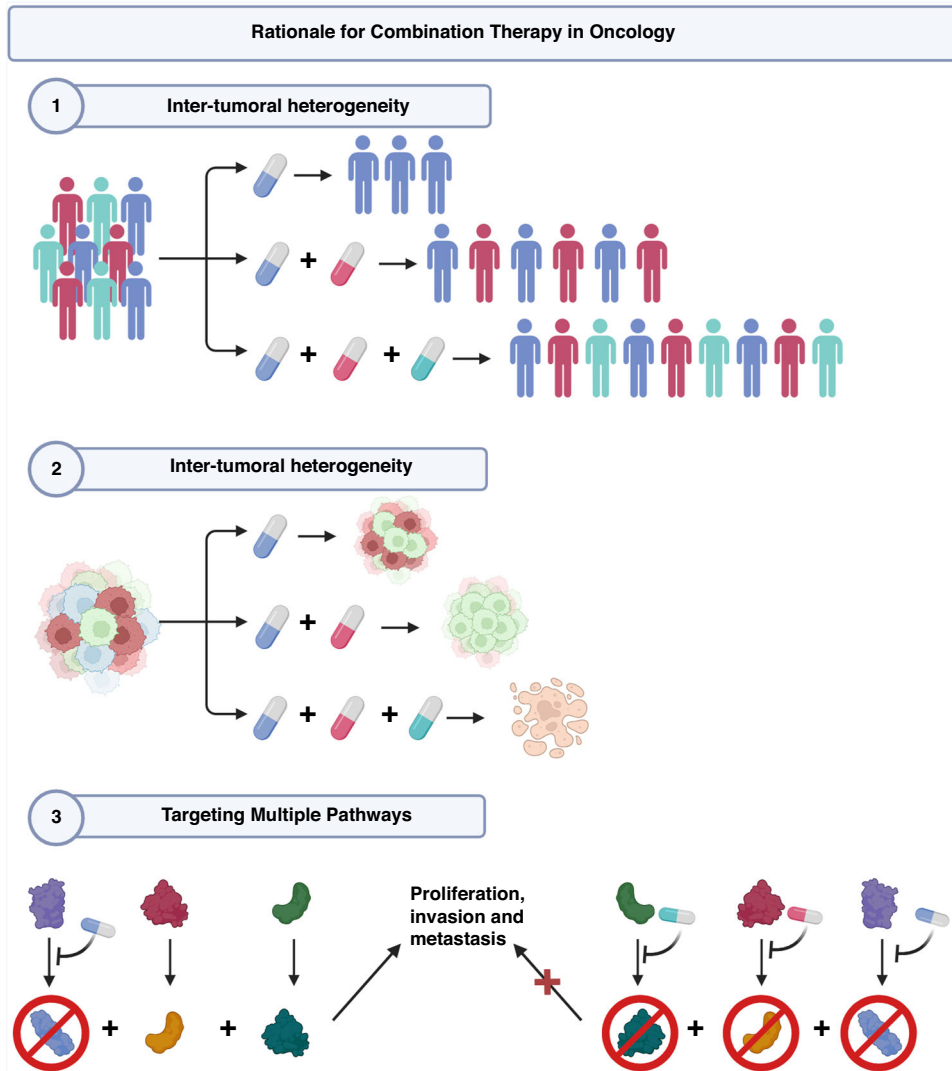 Rationale for Combination Therapy in Oncology
1
Inter-tumoral heterogeneity
+
+ +
2
Inter-tumoral heterogeneity
+
+ +
3
Targeting Multiple Pathways
Proliferation,
invasion and
metastasis
+ + + +